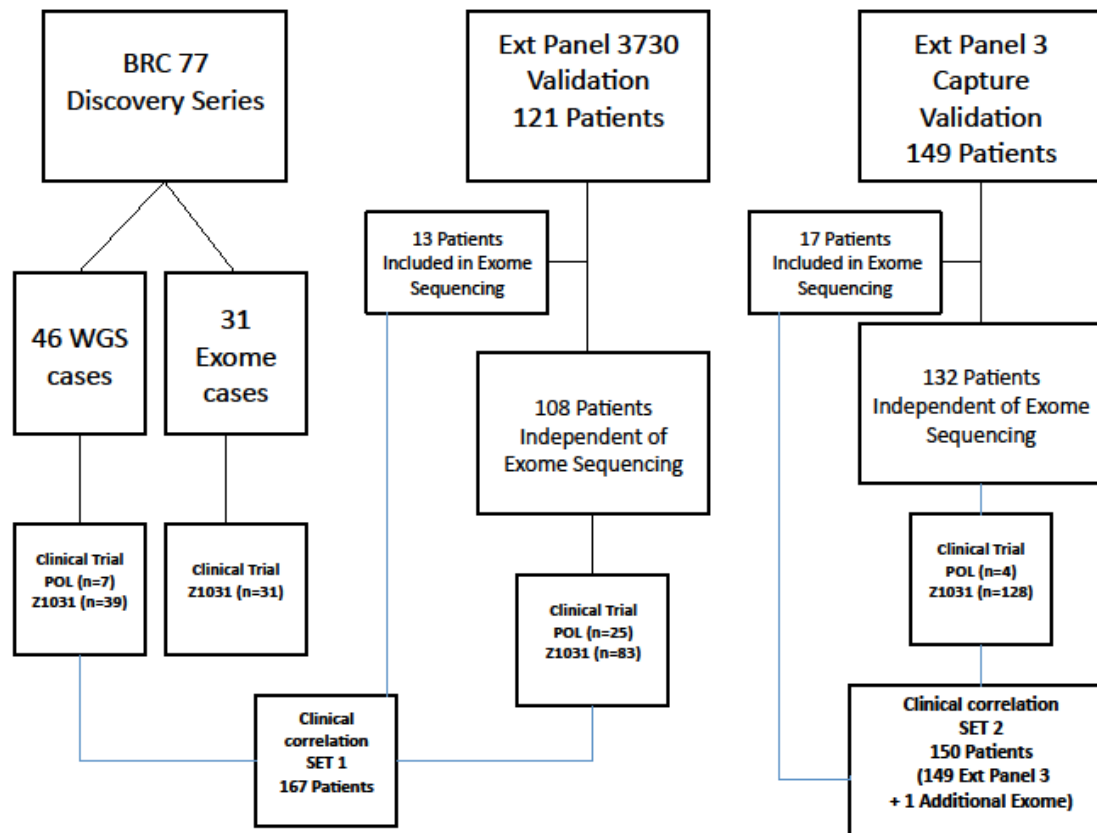 BRC 77
Discovery Series
46 WGS
cases
31
Exome
cases
Clinical Trial
POL (n=7)
Z1031 (n=39)
Clinical Trial
Z1031 (n=31)
Ext Panel 3730
Validation
121 Patients
13 Patients
Included in Exome
Sequencing
108 Patients
Independent of
Exome Sequencing
Clinical Trial
POL (n=25)
Z1031 (n=83)
Clinical
correlation
SET 1
167 Patients
Ext Panel 3
Capture
Validation
149 Patients
17 Patients
Included in Exome
Sequencing
132 Patients
Independent of Exome
Sequencing
Clinical Trial
POL (n=4)
Z1031 (n=128)
Clinical correlation
SET 2
150 Patients
(149 Ext Panel 3
+ 1 Additional Exome)